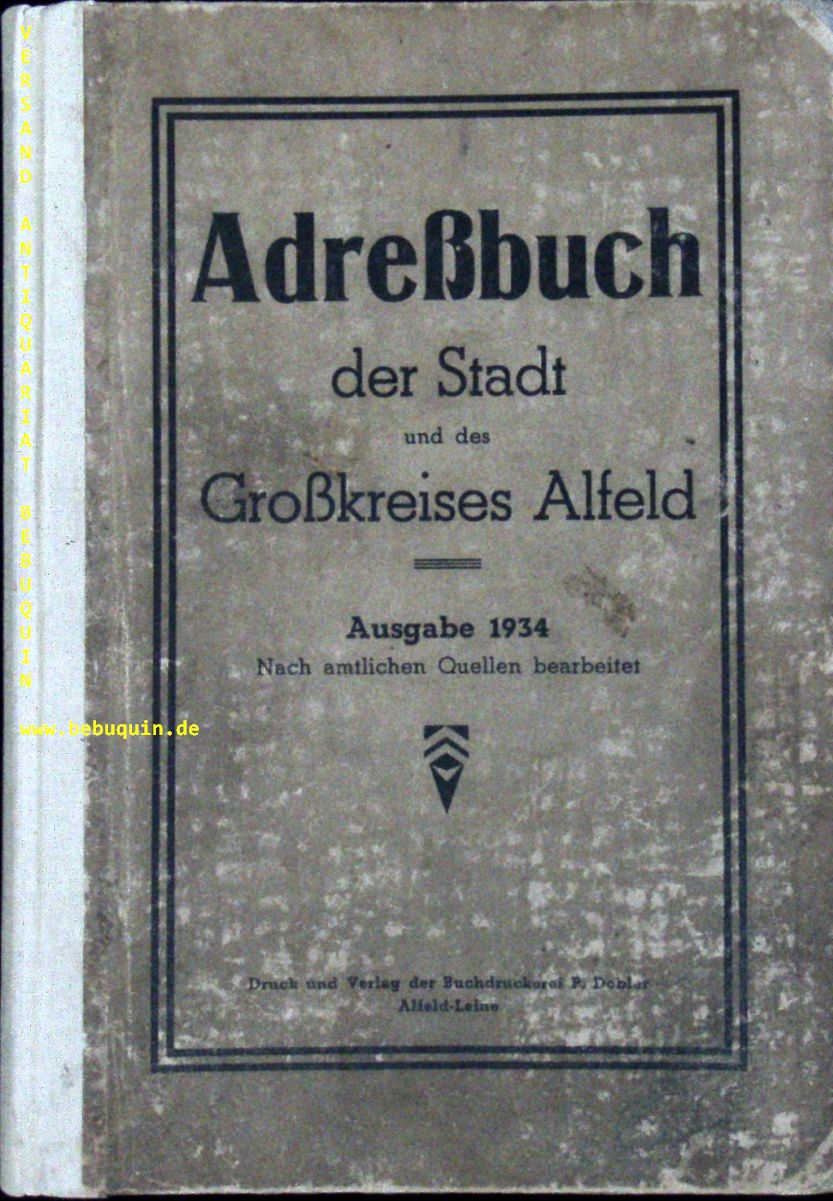 Adreßbuch
der Stadt
und des
Großkreises Alfeld
Ausgabe 1934
Nach amtlichen Quellen bearbeitet
Druck und Verlag der Buchdruckerei P. Dobler
Alfeld-Leine
VERSAND ANTIQUARIAT BEBUQUIN
www.bebuquin.de